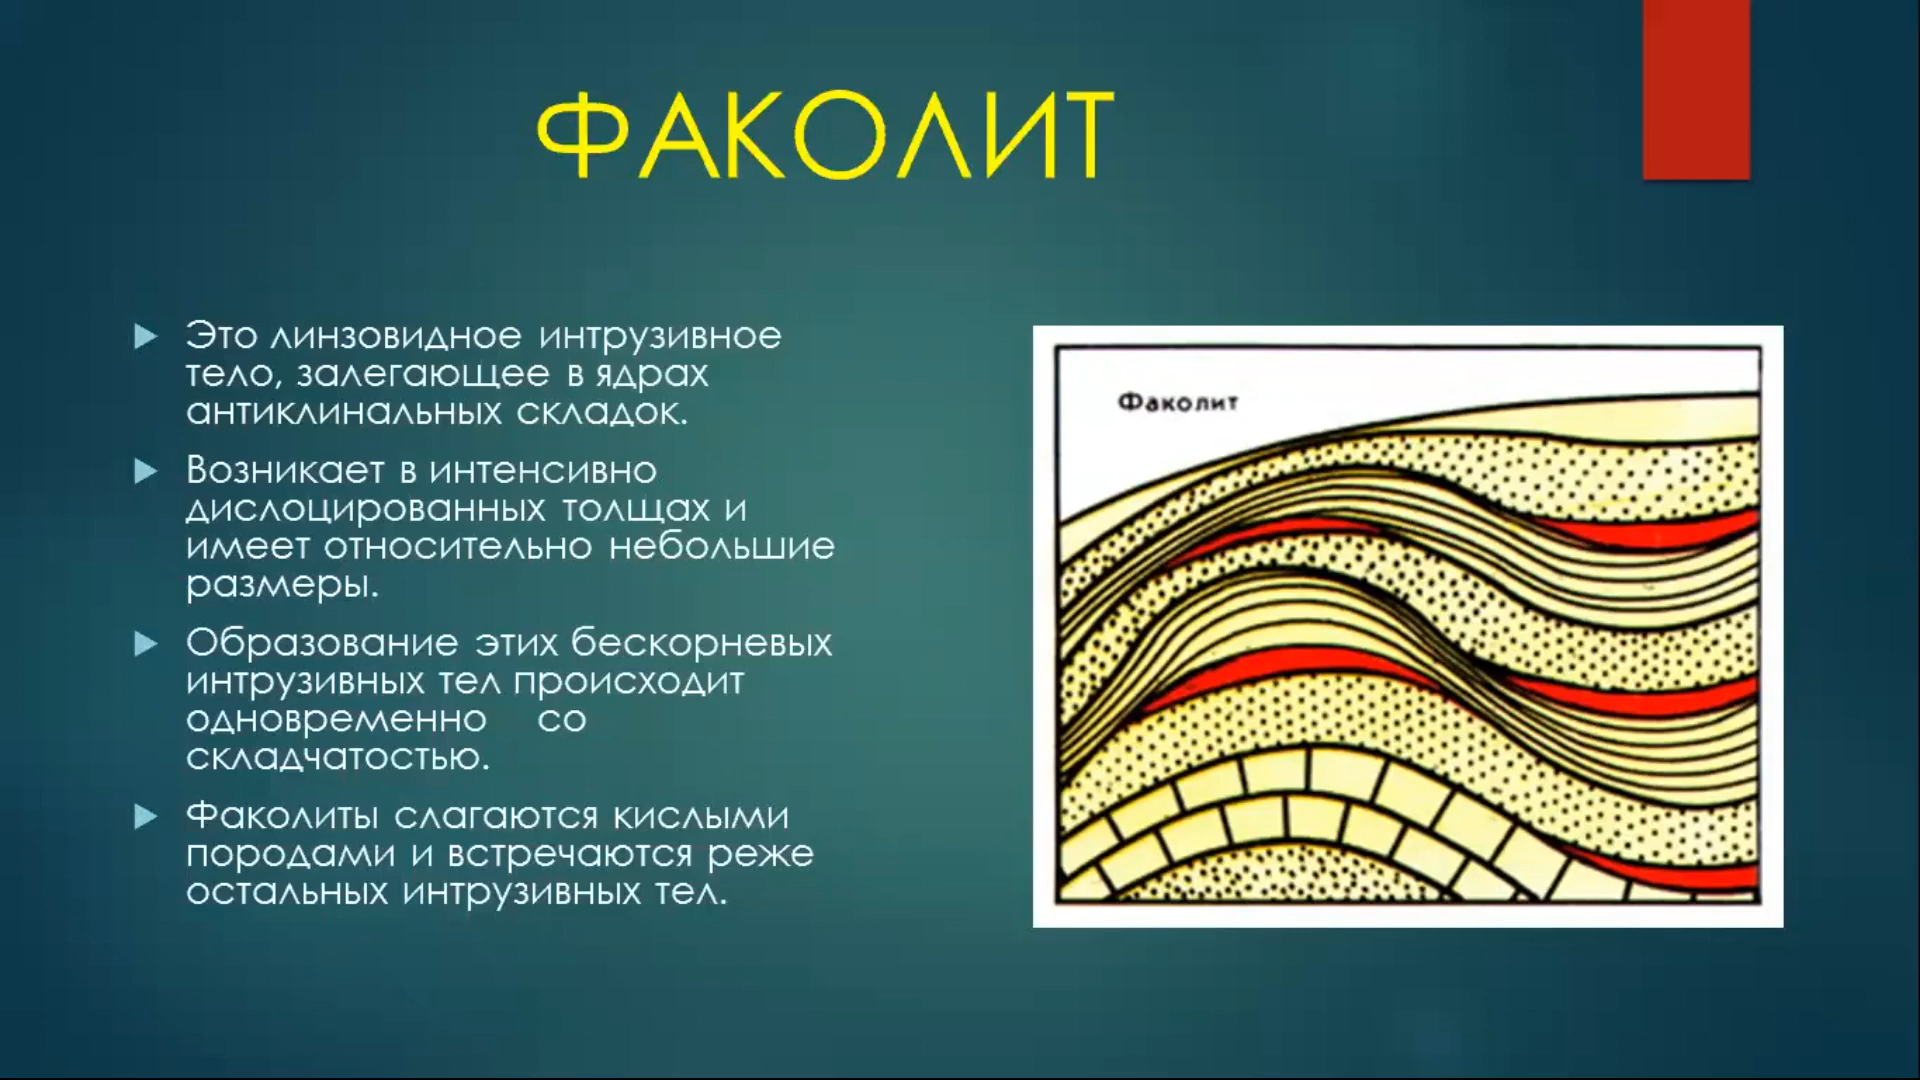 ФАКОЛИТ
Это линзовидное интрузивное
тело, залегающее в ядрах
антиклинальных складок.
Возникает в интенсивно
дислоцированных толщах и
имеет относительно небольшие
размеры.
Образование этих бескорневых
интрузивных тел происходит
одновременно со
складчатостью.
Факолиты слагаются кислыми
породами и встречаются реже
остальных интрузивных тел.
Факолит